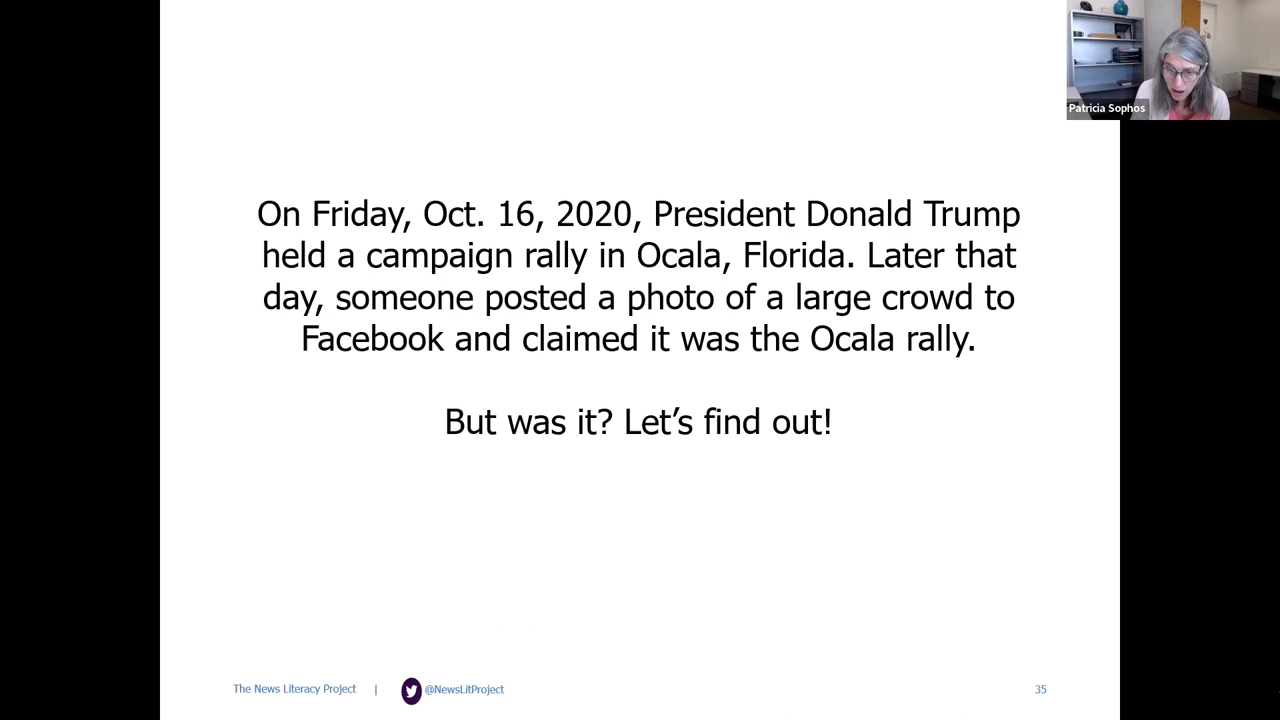 Patricia Sophos
On Friday, Oct. 16, 2020, President Donald Trump
held a campaign rally in Ocala, Florida. Later that
day, someone posted a photo of a large crowd to
Facebook and claimed it was the Ocala rally.
But was it? Let’s find out!
The News Literacy Project | @NewsLitProject 35